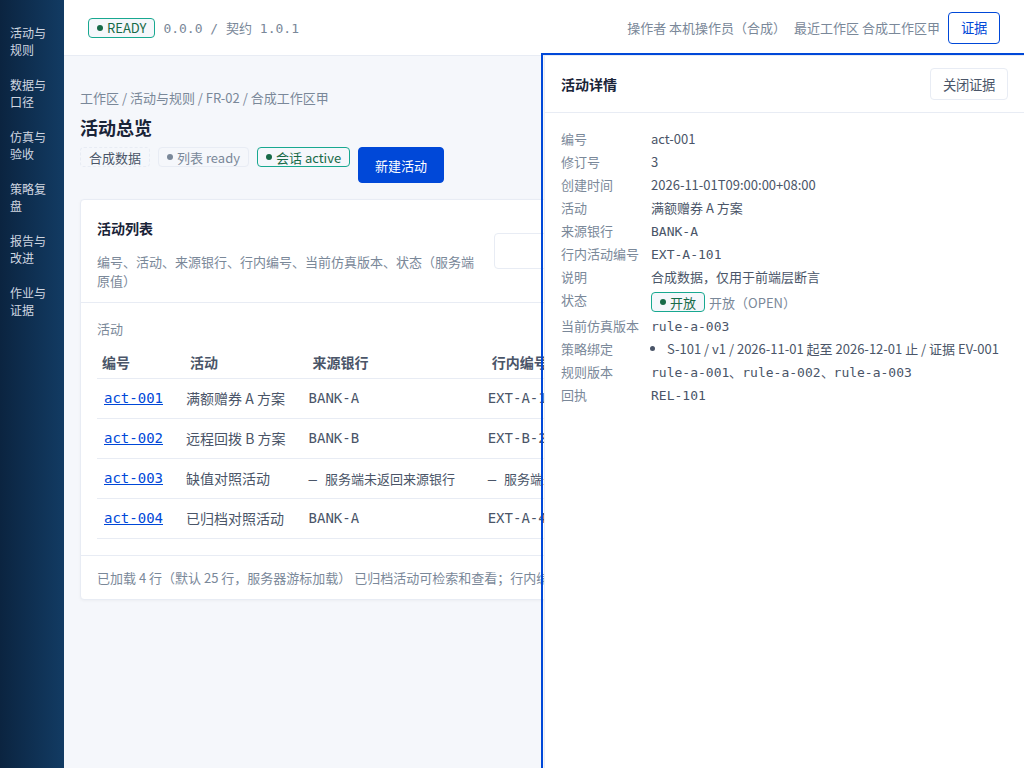 活动与
规则
数据与
口径
仿真与
验收
策略复
盘
报告与
改进
作业与
证据
READY 0.0.0 / 契约 1.0.1
操作者 本机操作员（合成） 最近工作区 合成工作区甲 证据
工作区 / 活动与规则 / FR-02 / 合成工作区甲
活动总览
合成数据 列表 ready 会话 active 新建活动
活动列表
编号、活动、来源银行、行内编号、当前仿真版本、状态（服务端
原值）
活动
编号 活动 来源银行 行内编号
act-001 满额赠券 A 方案 BANK-A EXT-A-1
act-002 远程回拨 B 方案 BANK-B EXT-B-2
act-003 缺值对照活动 — 服务端未返回来源银行 — 服务端
act-004 已归档对照活动 BANK-A EXT-A-4
已加载 4 行（默认 25 行，服务器游标加载） 已归档活动可检索和查看；行内编
活动详情 关闭证据
编号 act-001
修订号 3
创建时间 2026-11-01T09:00:00+08:00
活动 满额赠券 A 方案
来源银行 BANK-A
行内活动编号 EXT-A-101
说明 合成数据，仅用于前端层断言
状态 开放 开放（OPEN）
当前仿真版本 rule-a-003
策略绑定 • S-101 / v1 / 2026-11-01 起至 2026-12-01 止 / 证据 EV-001
规则版本 rule-a-001、rule-a-002、rule-a-003
回执 REL-101